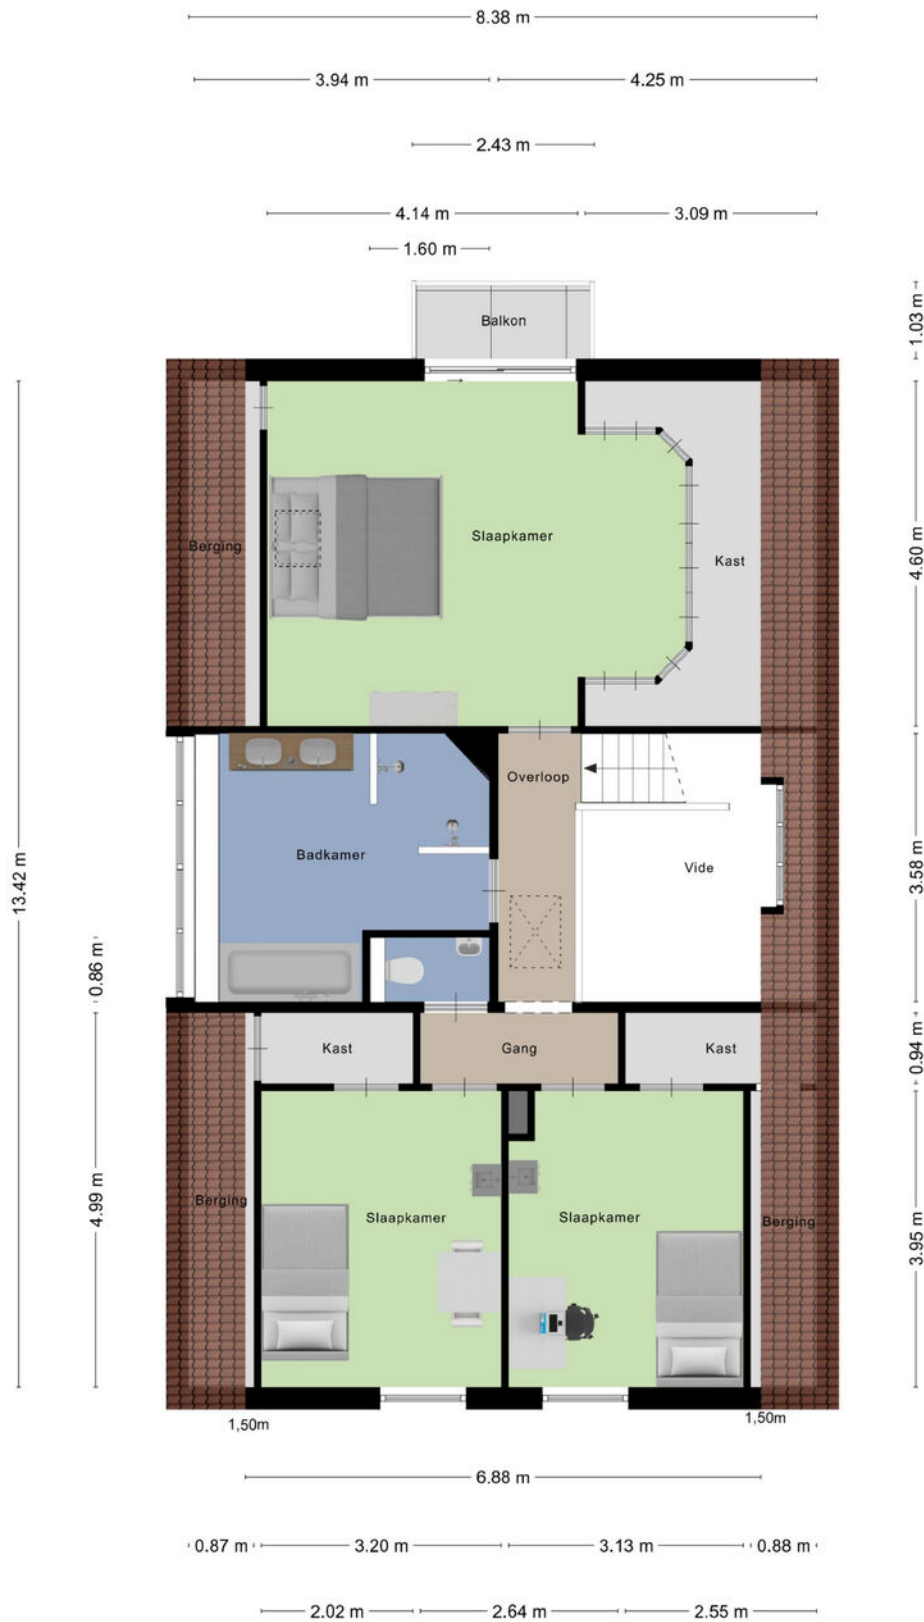 8.38 m
3.94 m
4.25 m
2.43 m
4.14 m
3.09 m
1.60 m
1.03 m
Balkon
Slaapkamer
Berging
Kast
4.60 m
Overloop
Badkamer
Vide
3.58 m
13.42 m
0.86 m
Kast
Gang
Kast
0.94 m
4.99 m
Berging
Slaapkamer
Slaapkamer
Berging
3.95 m
1,50m
1,50m
6.88 m
0.87 m
3.20 m
3.13 m
0.88 m
2.02 m
2.64 m
2.55 m